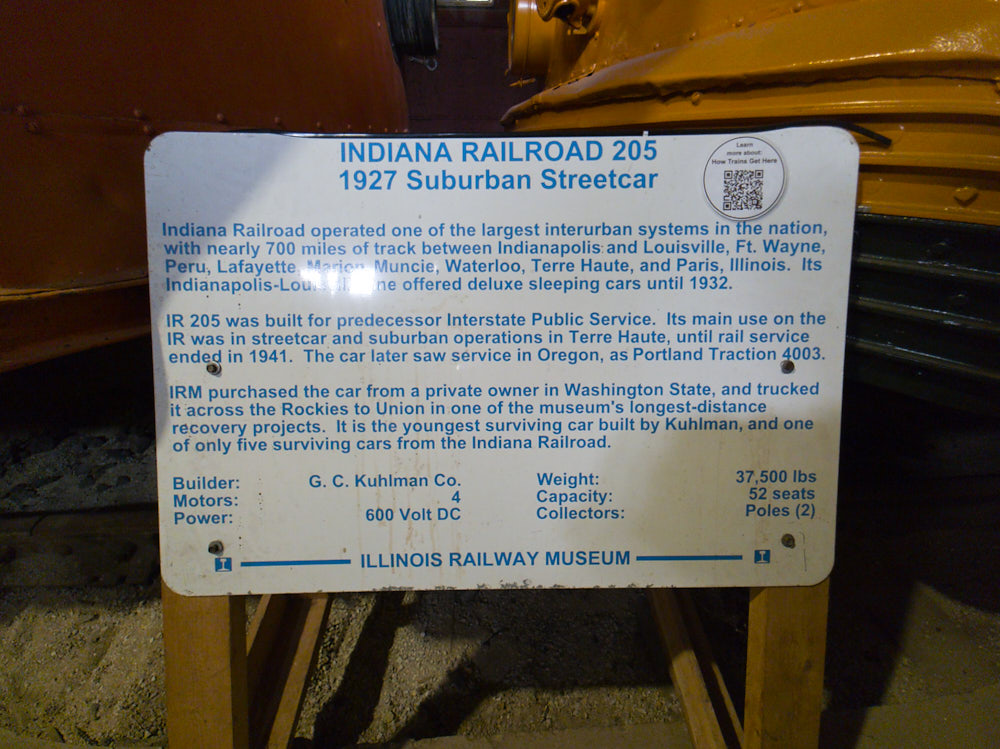 INDIANA RAILROAD 205
1927 Suburban Streetcar
Learn
more about:
How Trains Get Here
Indiana Railroad operated one of the largest interurban systems in the nation,
with nearly 700 miles of track between Indianapolis and Louisville, Ft. Wayne,
Peru, Lafayette, Marion, Muncie, Waterloo, Terre Haute, and Paris, Illinois. Its
Indianapolis-Louisville line offered deluxe sleeping cars until 1932.
IR 205 was built for predecessor Interstate Public Service. Its main use on the
IR was in streetcar and suburban operations in Terre Haute, until rail service
ended in 1941. The car later saw service in Oregon, as Portland Traction 4003.
IRM purchased the car from a private owner in Washington State, and trucked
it across the Rockies to Union in one of the museum's longest-distance
recovery projects. It is the youngest surviving car built by Kuhlman, and one
of only five surviving cars from the Indiana Railroad.
Builder: G. C. Kuhlman Co. Weight: 37,500 lbs
Motors: 4 Capacity: 52 seats
Power: 600 Volt DC Collectors: Poles (2)
ILLINOIS RAILWAY MUSEUM